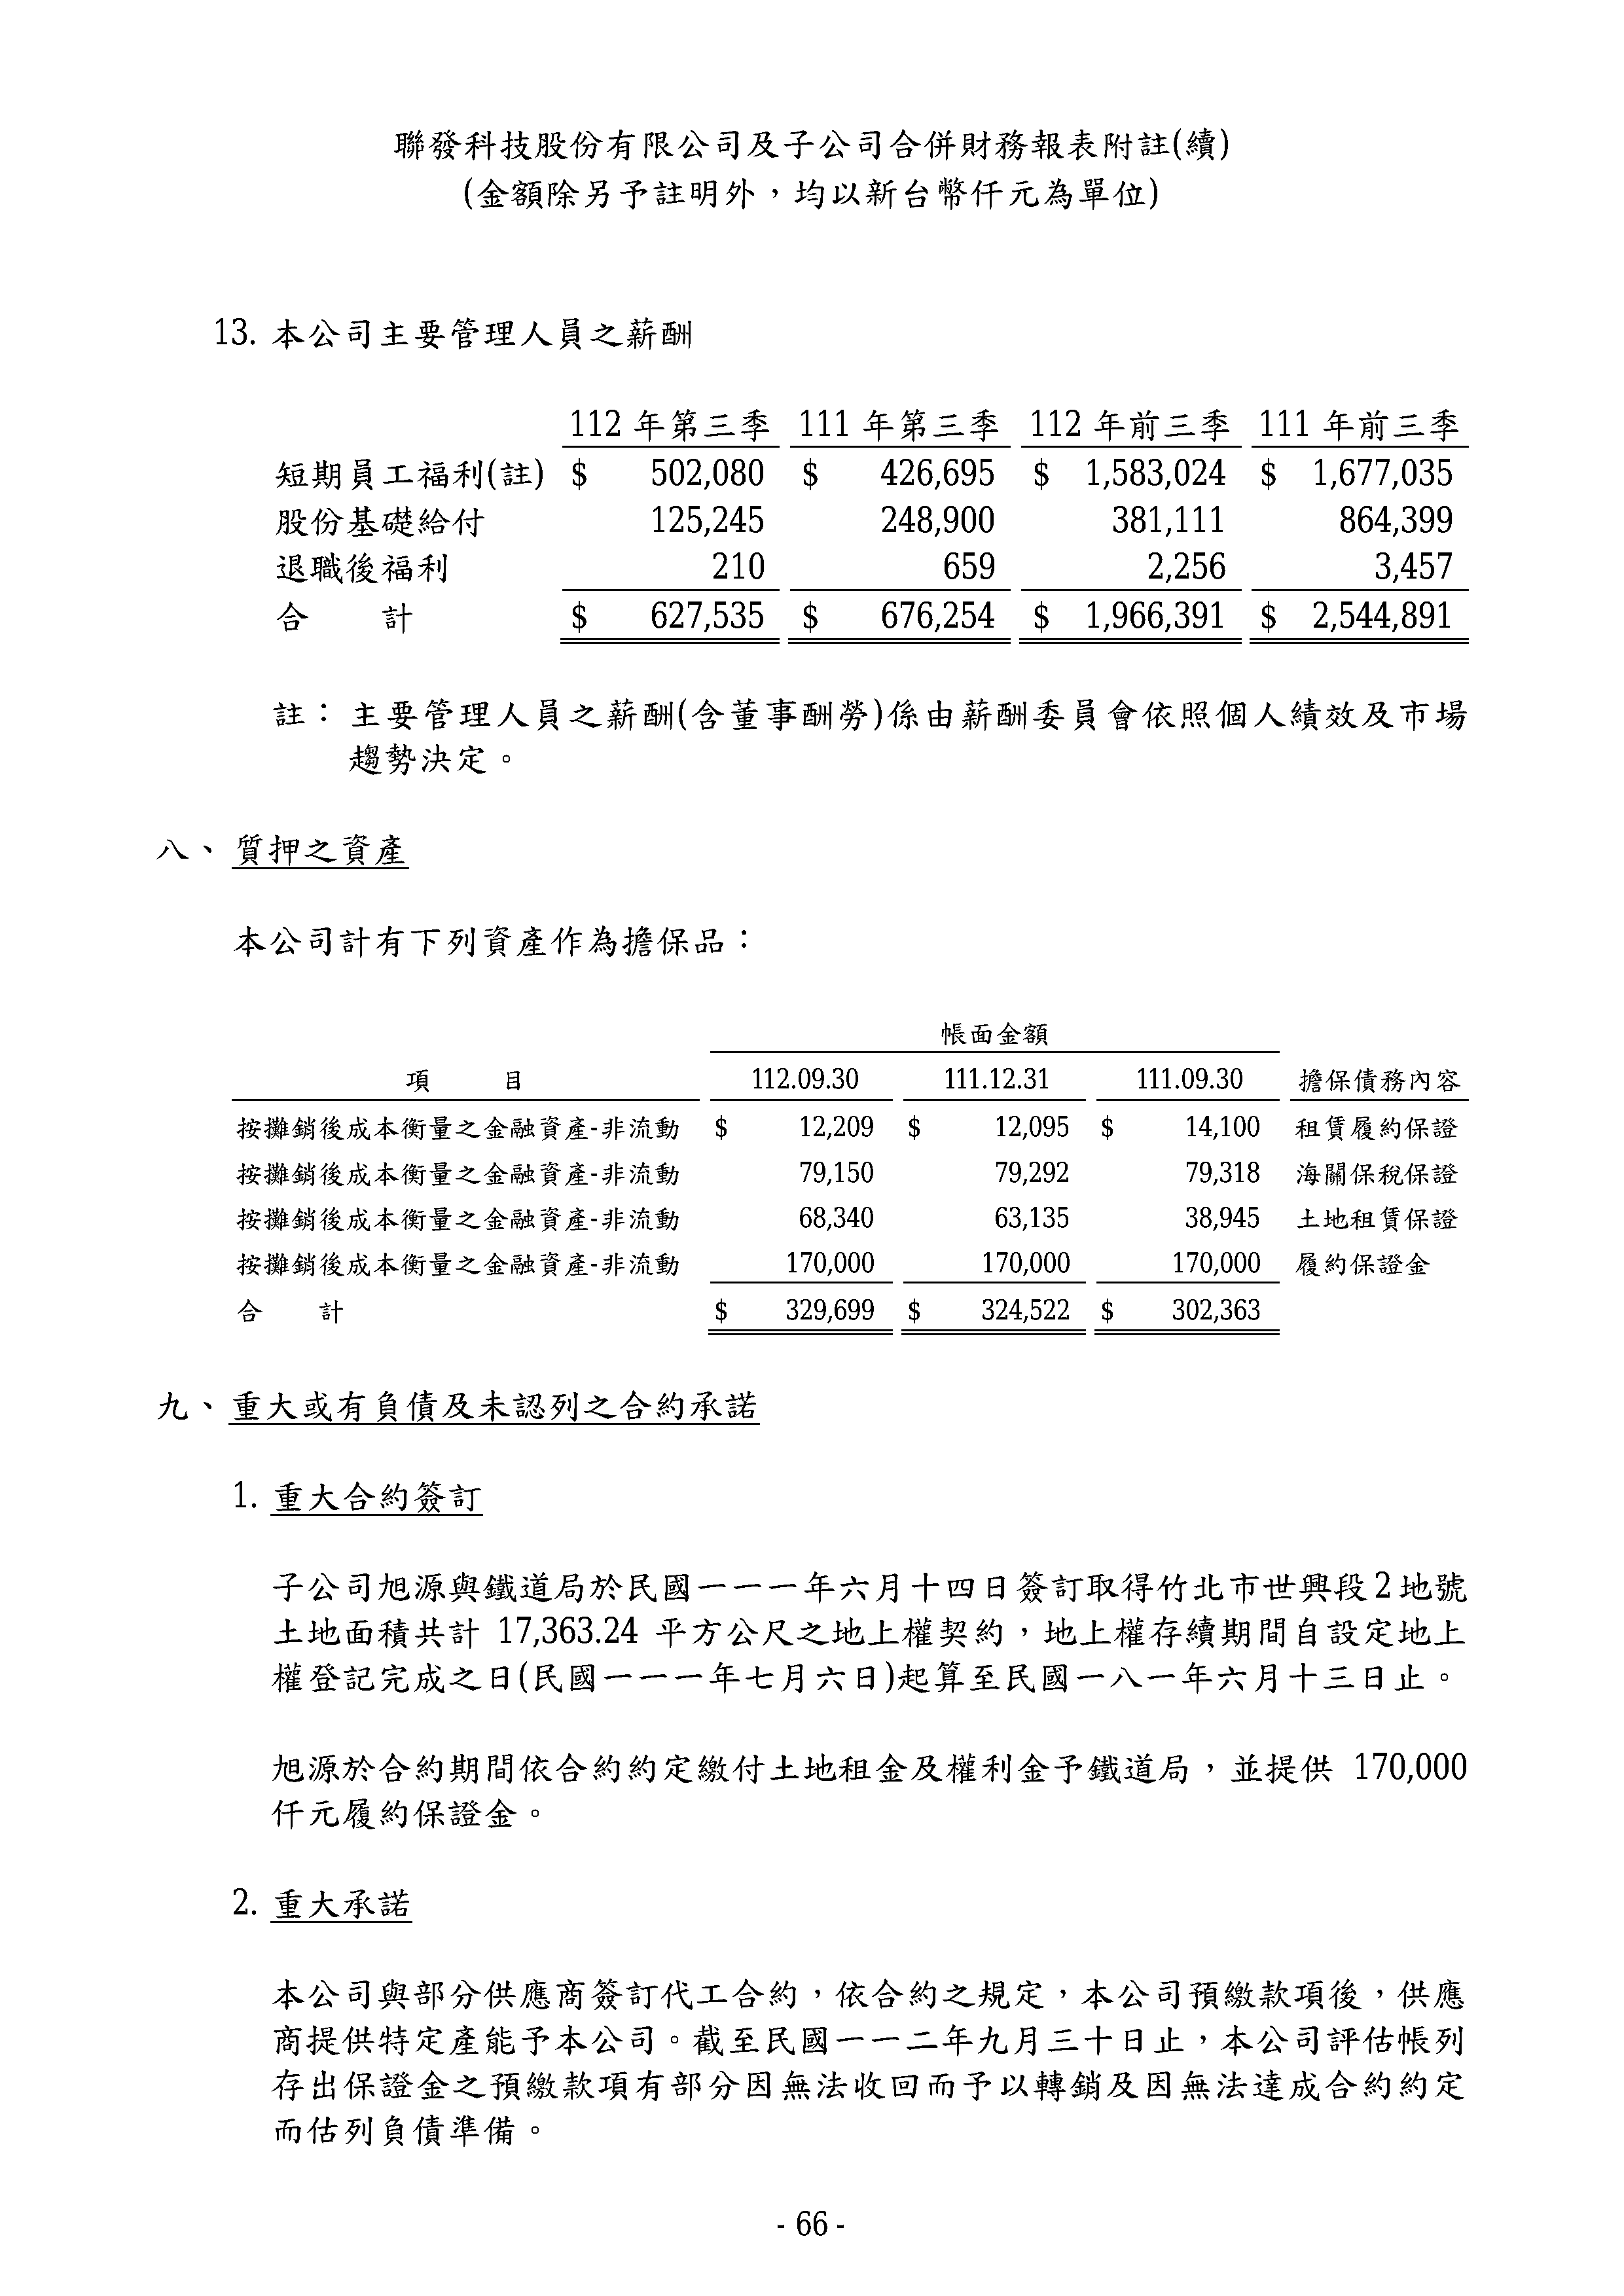 聯發科技股份有限公司及子公司合併財務報表附註(續)
(金額除另予註明外，均以新台幣仟元為單位)
13. 本公司主要管理人員之薪酬
112 年第三季 111 年第三季 112 年前三季 111 年前三季
短期員工福利(註) $ 502,080 $ 426,695 $ 1,583,024 $ 1,677,035
股份基礎給付 125,245 248,900 381,111 864,399
退職後福利 210 659 2,256 3,457
合 計 $ 627,535 $ 676,254 $ 1,966,391 $ 2,544,891
註： 主要管理人員之薪酬(含董事酬勞)係由薪酬委員會依照個人績效及市場
趨勢決定。
八、質押之資產
本公司計有下列資產作為擔保品：
帳面金額
項 目 112.09.30 111.12.31 111.09.30 擔保債務內容
按攤銷後成本衡量之金融資產-非流動 $ 12,209 $ 12,095 $ 14,100 租賃履約保證
按攤銷後成本衡量之金融資產-非流動 79,150 79,292 79,318 海關保稅保證
按攤銷後成本衡量之金融資產-非流動 68,340 63,135 38,945 土地租賃保證
按攤銷後成本衡量之金融資產-非流動 170,000 170,000 170,000 履約保證金
合 計 $ 329,699 $ 324,522 $ 302,363
九、重大或有負債及未認列之合約承諾
1. 重大合約簽訂
子公司旭源與鐵道局於民國一一一年六月十四日簽訂取得竹北市世興段2地號
土地面積共計 17,363.24 平方公尺之地上權契約，地上權存續期間自設定地上
權登記完成之日(民國一一一年七月六日)起算至民國一八一年六月十三日止。
旭源於合約期間依合約約定繳付土地租金及權利金予鐵道局，並提供 170,000
仟元履約保證金。
2. 重大承諾
本公司與部分供應商簽訂代工合約，依合約之規定，本公司預繳款項後，供應
商提供特定產能予本公司。截至民國一一二年九月三十日止，本公司評估帳列
存出保證金之預繳款項有部分因無法收回而予以轉銷及因無法達成合約約定
而估列負債準備。
- 66 -